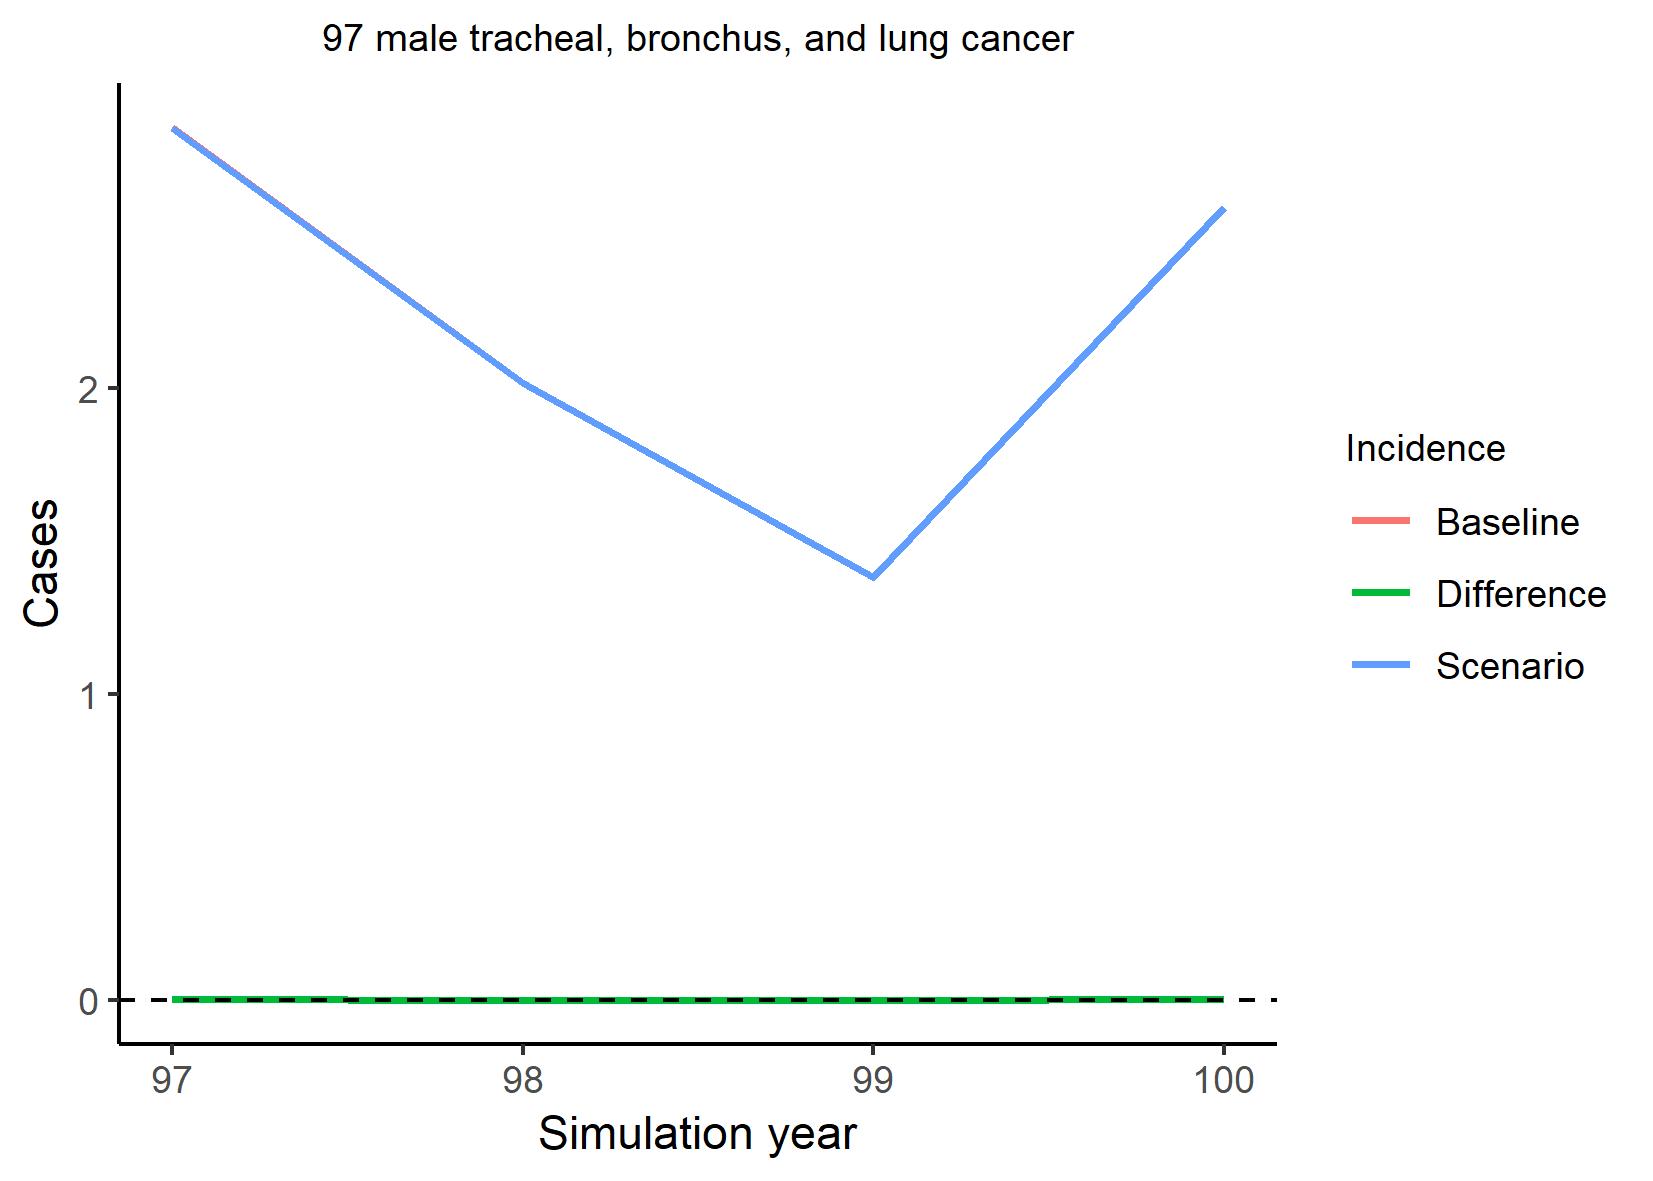 97 male tracheal, bronchus, and lung cancer
Cases
2
1
0
97 98 99 100
Simulation year
Incidence
Baseline
Difference
Scenario